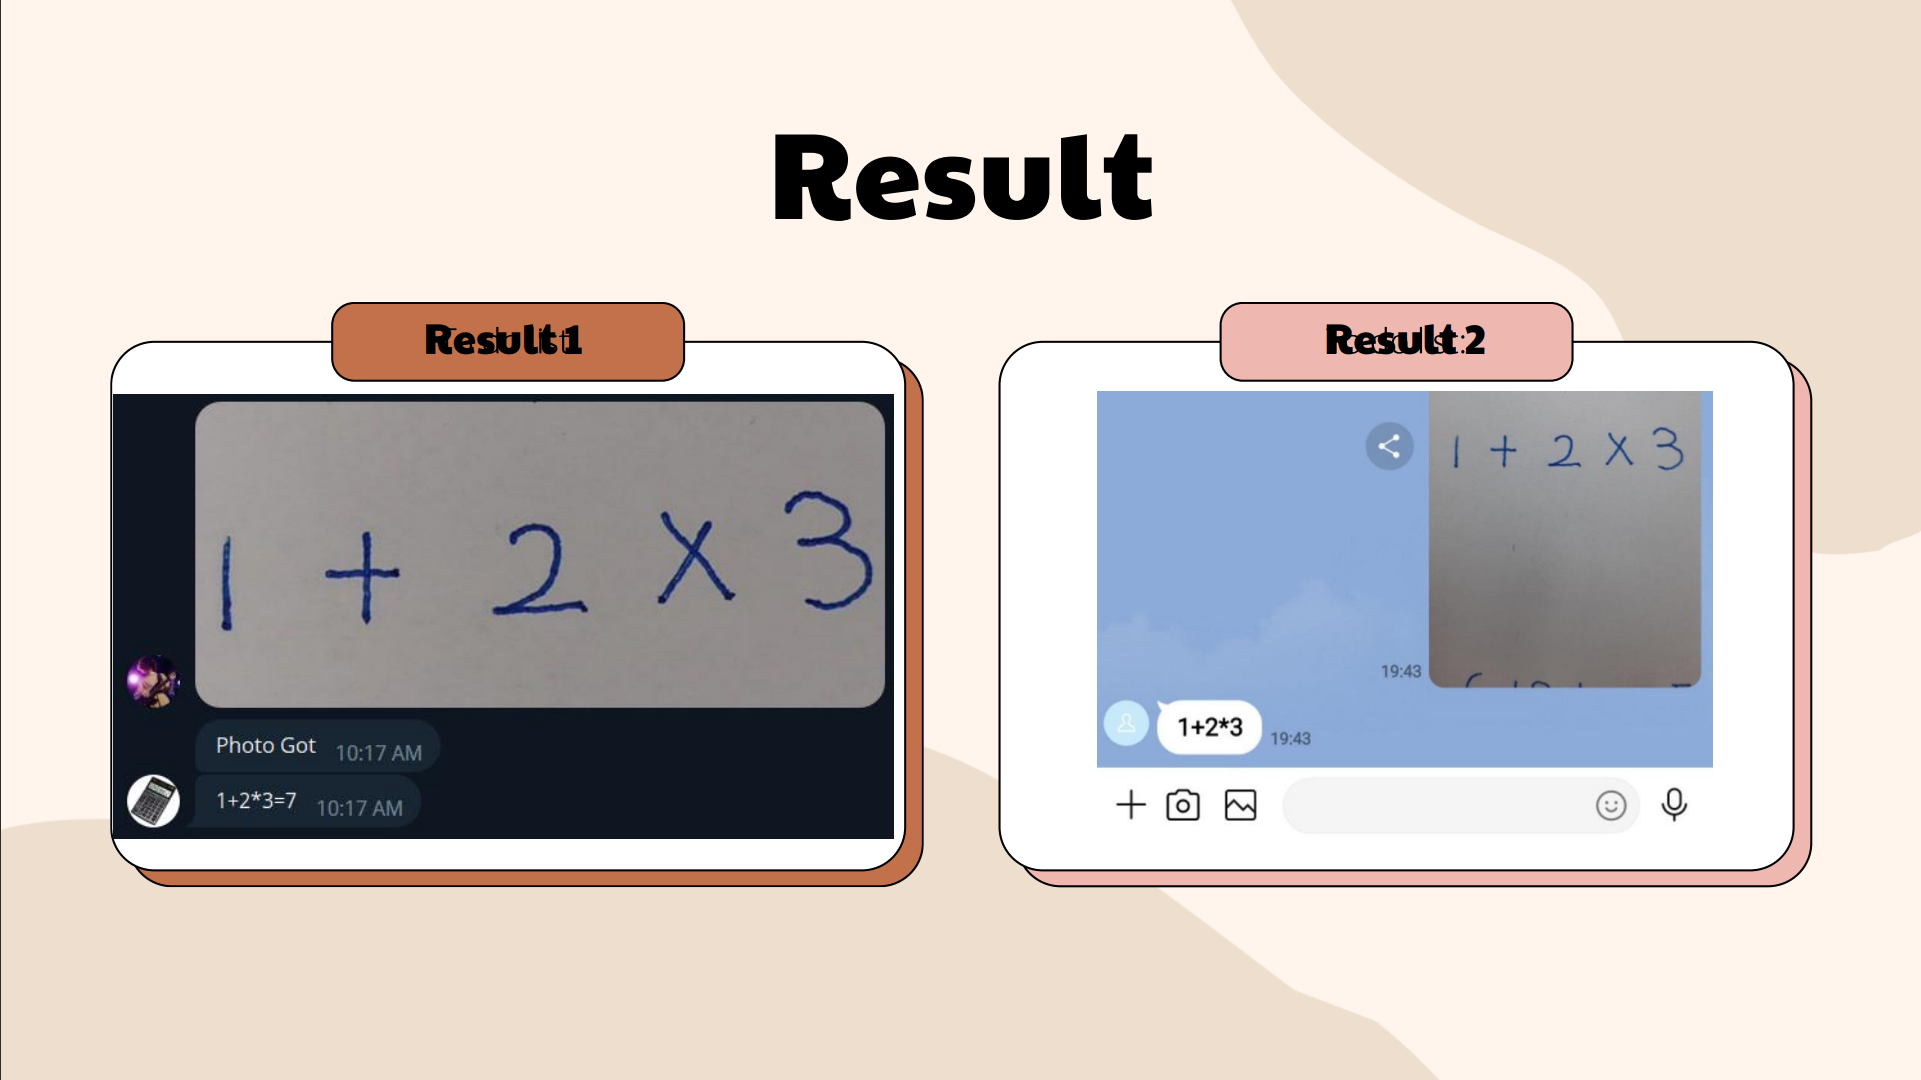 Result
Result 1
1 + 2 × 3
Photo Got 10:17 AM
1+2*3=7 10:17 AM
Result 2
1 + 2 × 3
19:43
1+2*3 19:43